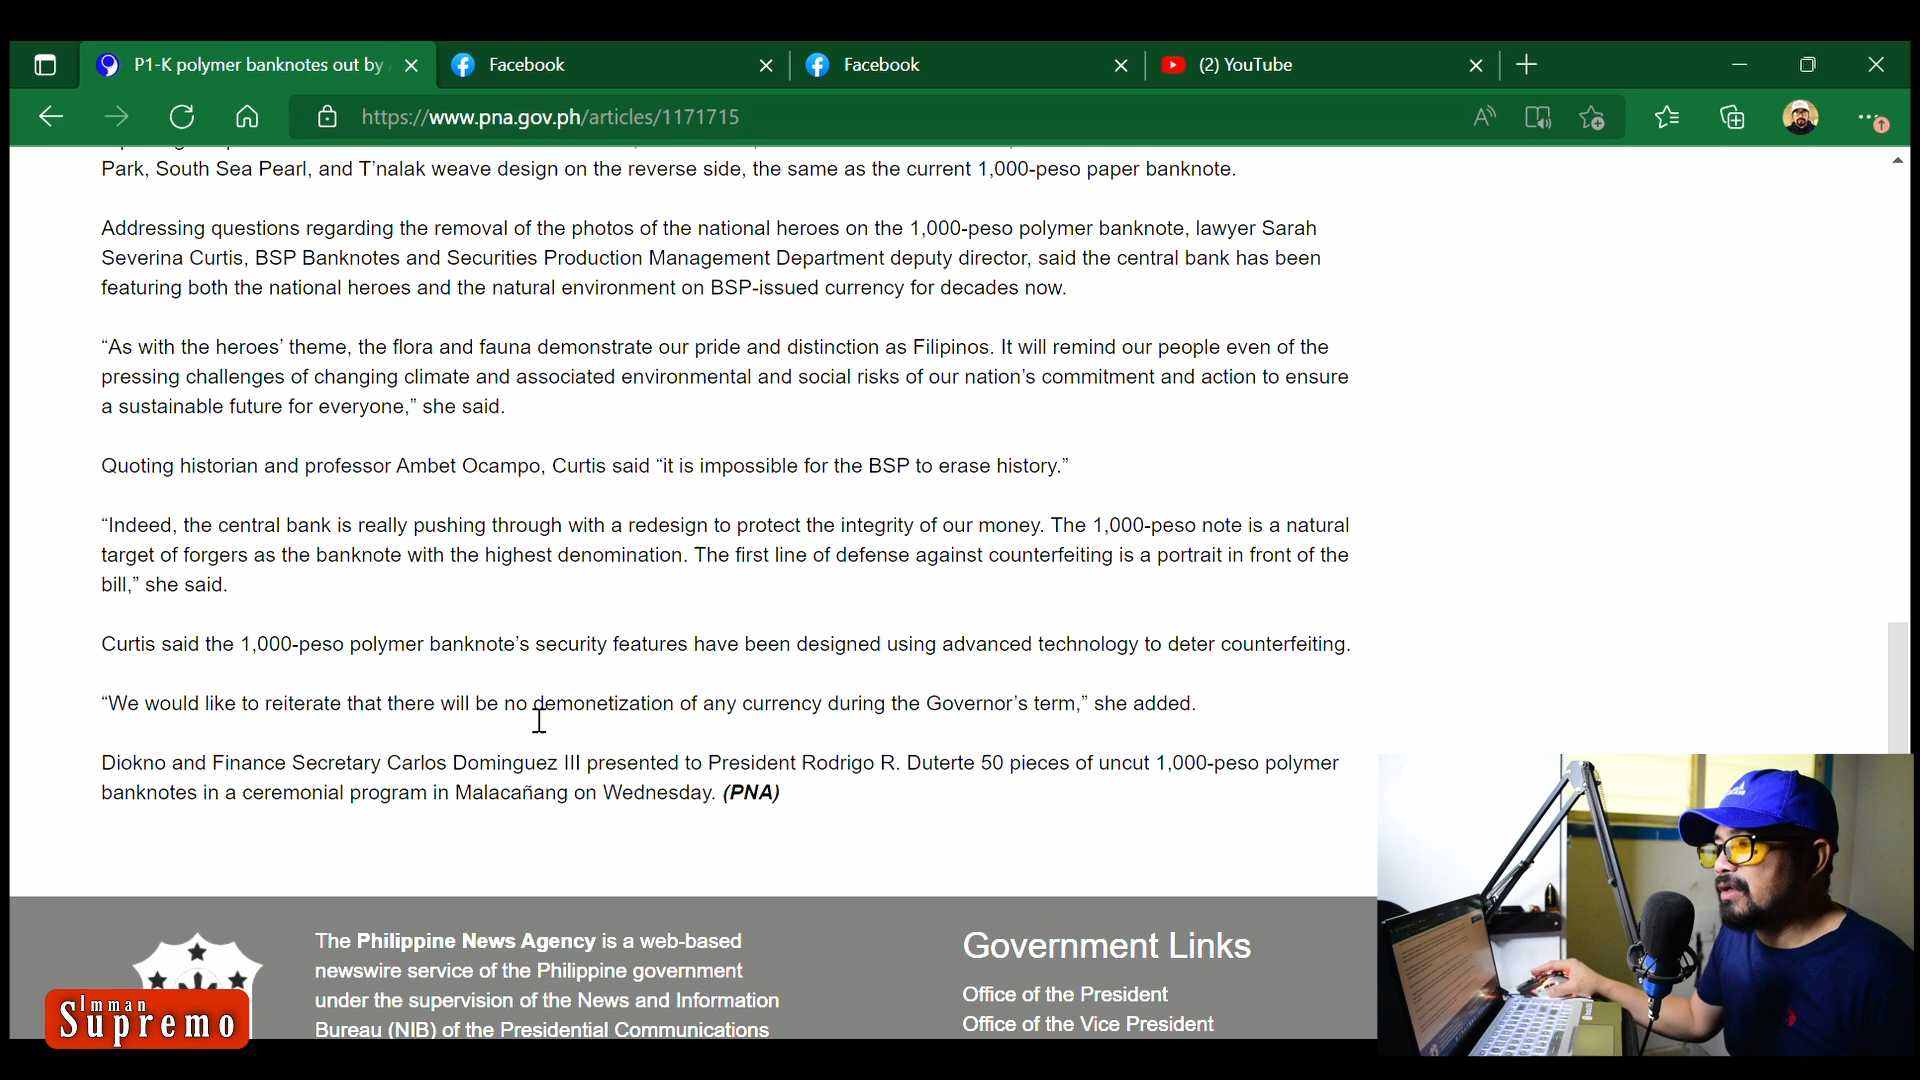 P1-K polymer banknotes out by
Facebook
Facebook
(2) YouTube
https://www.pna.gov.ph/articles/1171715
Park, South Sea Pearl, and T’nalak weave design on the reverse side, the same as the current 1,000-peso paper banknote.
Addressing questions regarding the removal of the photos of the national heroes on the 1,000-peso polymer banknote, lawyer Sarah
Severina Curtis, BSP Banknotes and Securities Production Management Department deputy director, said the central bank has been
featuring both the national heroes and the natural environment on BSP-issued currency for decades now.
“As with the heroes’ theme, the flora and fauna demonstrate our pride and distinction as Filipinos. It will remind our people even of the
pressing challenges of changing climate and associated environmental and social risks of our nation’s commitment and action to ensure
a sustainable future for everyone,” she said.
Quoting historian and professor Ambet Ocampo, Curtis said “it is impossible for the BSP to erase history.”
“Indeed, the central bank is really pushing through with a redesign to protect the integrity of our money. The 1,000-peso note is a natural
target of forgers as the banknote with the highest denomination. The first line of defense against counterfeiting is a portrait in front of the
bill,” she said.
Curtis said the 1,000-peso polymer banknote’s security features have been designed using advanced technology to deter counterfeiting.
“We would like to reiterate that there will be no demonetization of any currency during the Governor’s term,” she added.
Diokno and Finance Secretary Carlos Dominguez III presented to President Rodrigo R. Duterte 50 pieces of uncut 1,000-peso polymer
banknotes in a ceremonial program in Malacañang on Wednesday. (PNA)
The Philippine News Agency is a web-based
newswire service of the Philippine government
under the supervision of the News and Information
Bureau (NIB) of the Presidential Communications
Government Links
Office of the President
Office of the Vice President
Imman
Supremo